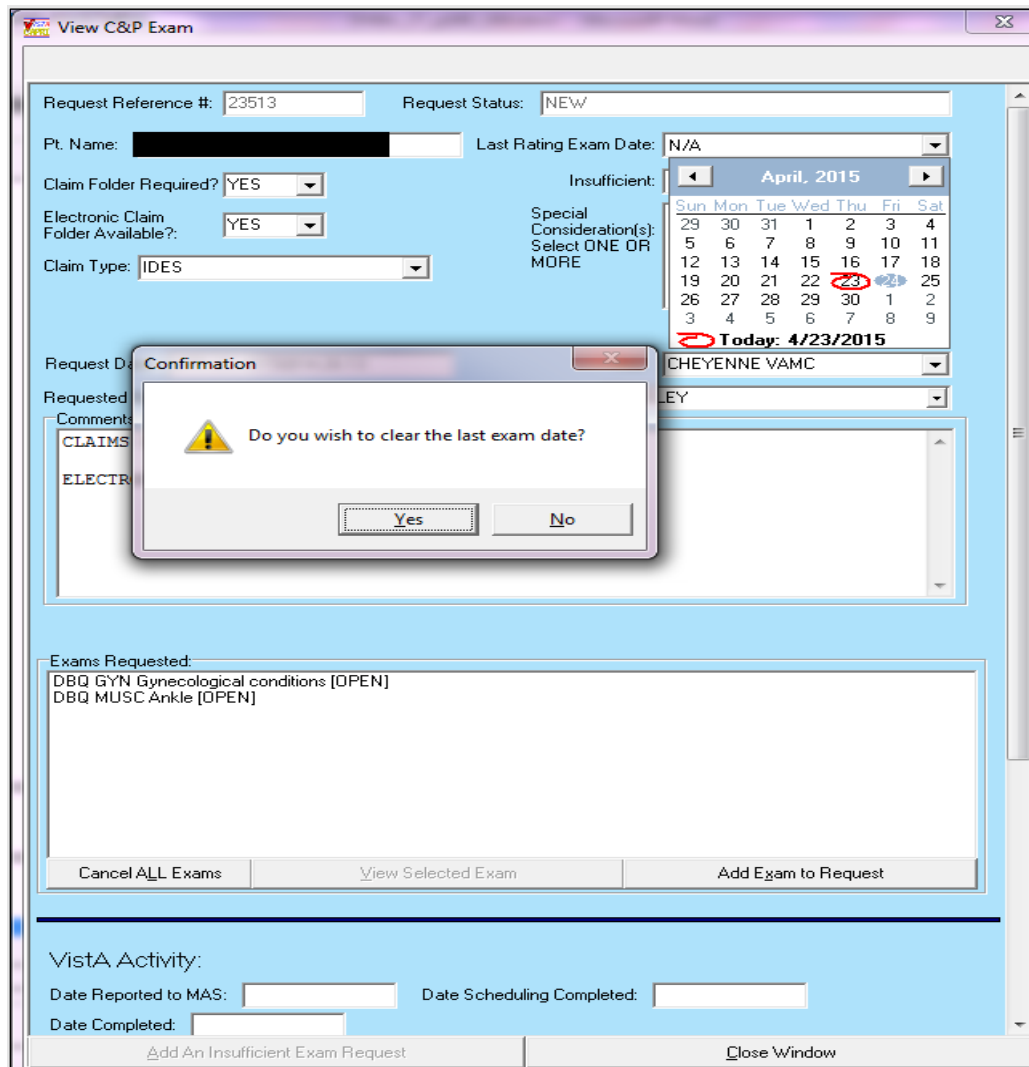 View C&P Exam
Request Reference #: 23513 Request Status: NEW
Pt. Name: Last Rating Exam Date: N/A
Claim Folder Required? YES Insufficient:
April, 2015
Sun Mon Tue Wed Thu Fri Sat
29 30 31 1 2 3 4
5 6 7 8 9 10 11
12 13 14 15 16 17 18
19 20 21 22 23 24 25
26 27 28 29 30 1 2
3 4 5 6 7 8 9
Today: 4/23/2015
Electronic Claim
Folder Available?: YES
Special
Consideration(s):
Select ONE OR
MORE
Claim Type: IDES
Request Da
CHEYENNE VAMC
Requested
LEY
Confirmation
Do you wish to clear the last exam date?
Yes No
Comments
CLAIMS
ELECTR
Exams Requested:
DBQ GYN Gynecological conditions [OPEN]
DBQ MUSC Ankle [OPEN]
Cancel ALL Exams View Selected Exam Add Exam to Request
VistA Activity:
Date Reported to MAS: Date Scheduling Completed:
Date Completed:
Add An Insufficient Exam Request Close Window